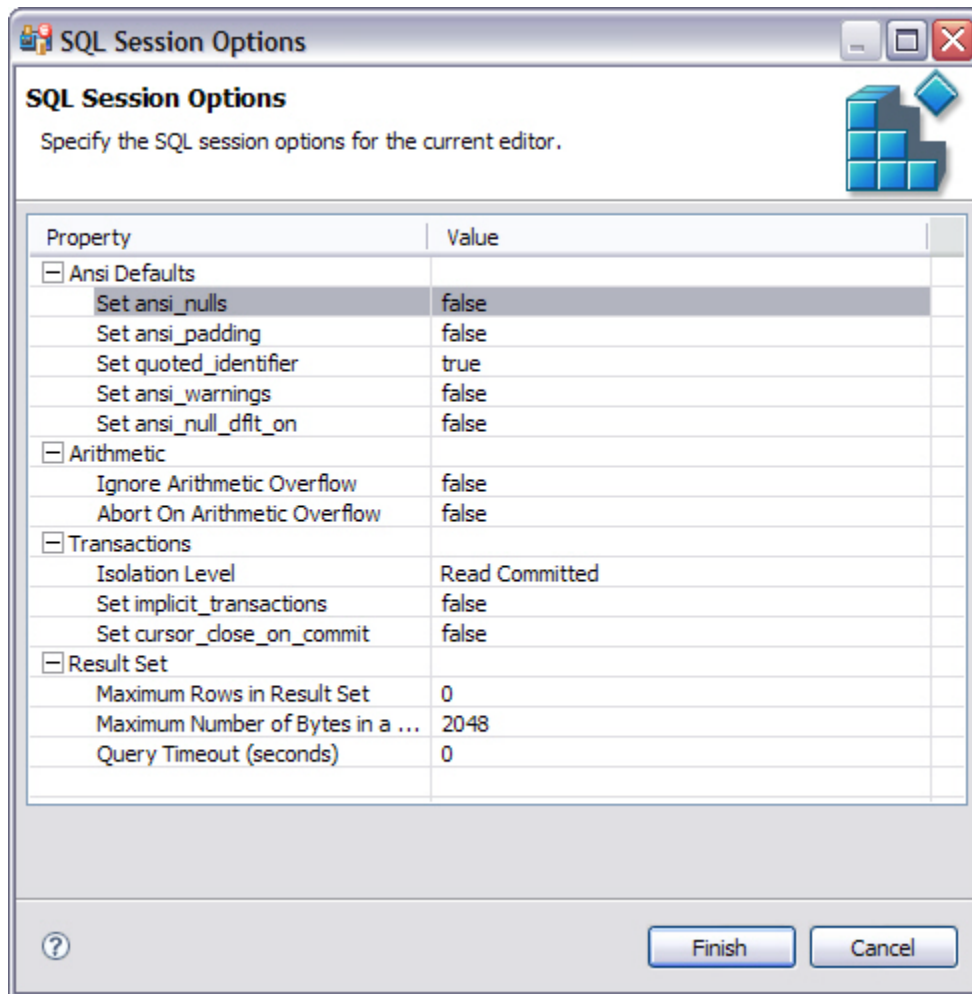 SQL Session Options
SQL Session Options
Specify the SQL session options for the current editor.
Property Value
Ansi Defaults
Set ansi_nulls false
Set ansi_padding false
Set quoted_identifier true
Set ansi_warnings false
Set ansi_null_dflt_on false
Arithmetic
Ignore Arithmetic Overflow false
Abort On Arithmetic Overflow false
Transactions
Isolation Level Read Committed
Set implicit_transactions false
Set cursor_close_on_commit false
Result Set
Maximum Rows in Result Set 0
Maximum Number of Bytes in a ... 2048
Query Timeout (seconds) 0
? Finish Cancel